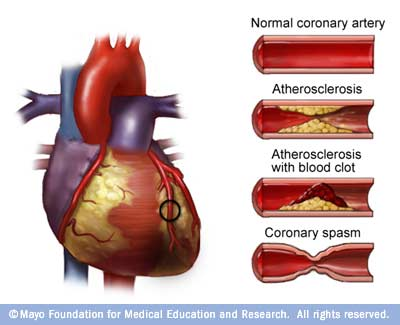 Normal coronary artery
Atherosclerosis
Atherosclerosis
with blood clot
Coronary spasm
© Mayo Foundation for Medical Education and Research. All rights reserved.